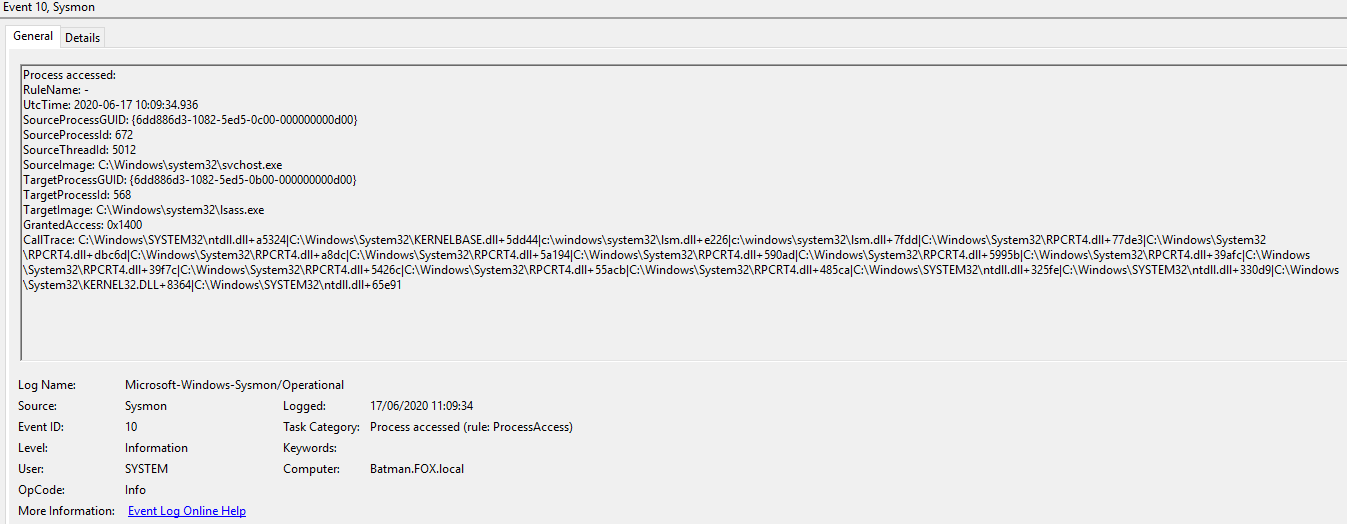 Event 10, Sysmon
General Details
Process accessed:
RuleName: -
UtcTime: 2020-06-17 10:09:34.936
SourceProcessGUID: {6dd886d3-1082-5ed5-0c00-000000000d00}
SourceProcessId: 672
SourceThreadId: 5012
SourceImage: C:\Windows\system32\svchost.exe
TargetProcessGUID: {6dd886d3-1082-5ed5-0b00-000000000d00}
TargetProcessId: 568
TargetImage: C:\Windows\system32\lsass.exe
GrantedAccess: 0x1400
CallTrace: C:\Windows\SYSTEM32\ntdll.dll+a5324|C:\Windows\System32\KERNELBASE.dll+5dd44|c:\windows\system32\lsm.dll+e226|c:\windows\system32\lsm.dll+7fdd|C:\Windows\System32\RPCRT4.dll+77de3|C:\Windows\System32
\RPCRT4.dll+dbc6d|C:\Windows\System32\RPCRT4.dll+a8dc|C:\Windows\System32\RPCRT4.dll+5a194|C:\Windows\System32\RPCRT4.dll+590ad|C:\Windows\System32\RPCRT4.dll+5995b|C:\Windows\System32\RPCRT4.dll+39afc|C:\Windows
\System32\RPCRT4.dll+39f7c|C:\Windows\System32\RPCRT4.dll+5426c|C:\Windows\System32\RPCRT4.dll+55acb|C:\Windows\System32\RPCRT4.dll+485ca|C:\Windows\SYSTEM32\ntdll.dll+325fe|C:\Windows\SYSTEM32\ntdll.dll+330d9|C:\Windows
\System32\KERNEL32.DLL+8364|C:\Windows\SYSTEM32\ntdll.dll+65e91
Log Name: Microsoft-Windows-Sysmon/Operational
Source: Sysmon Logged: 17/06/2020 11:09:34
Event ID: 10 Task Category: Process accessed (rule: ProcessAccess)
Level: Information Keywords:
User: SYSTEM Computer: Batman.FOX.local
OpCode: Info
More Information: Event Log Online Help